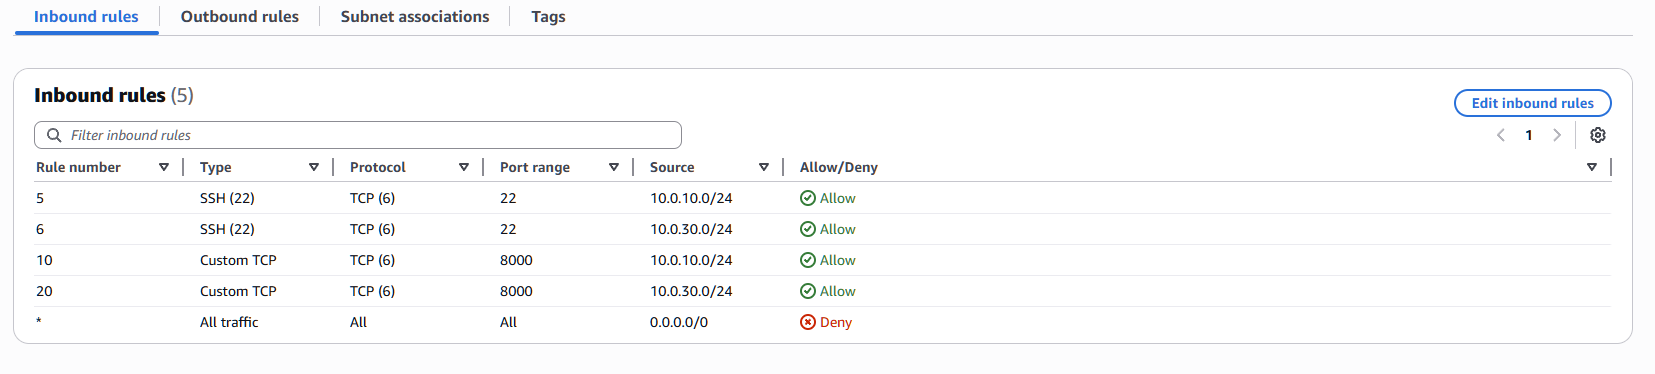 Inbound rules Outbound rules Subnet associations Tags
Inbound rules (5)
Edit inbound rules
Filter inbound rules
1
Rule number Type Protocol Port range Source Allow/Deny
5 SSH (22) TCP (6) 22 10.0.10.0/24 Allow
6 SSH (22) TCP (6) 22 10.0.30.0/24 Allow
10 Custom TCP TCP (6) 8000 10.0.10.0/24 Allow
20 Custom TCP TCP (6) 8000 10.0.30.0/24 Allow
* All traffic All All 0.0.0.0/0 Deny